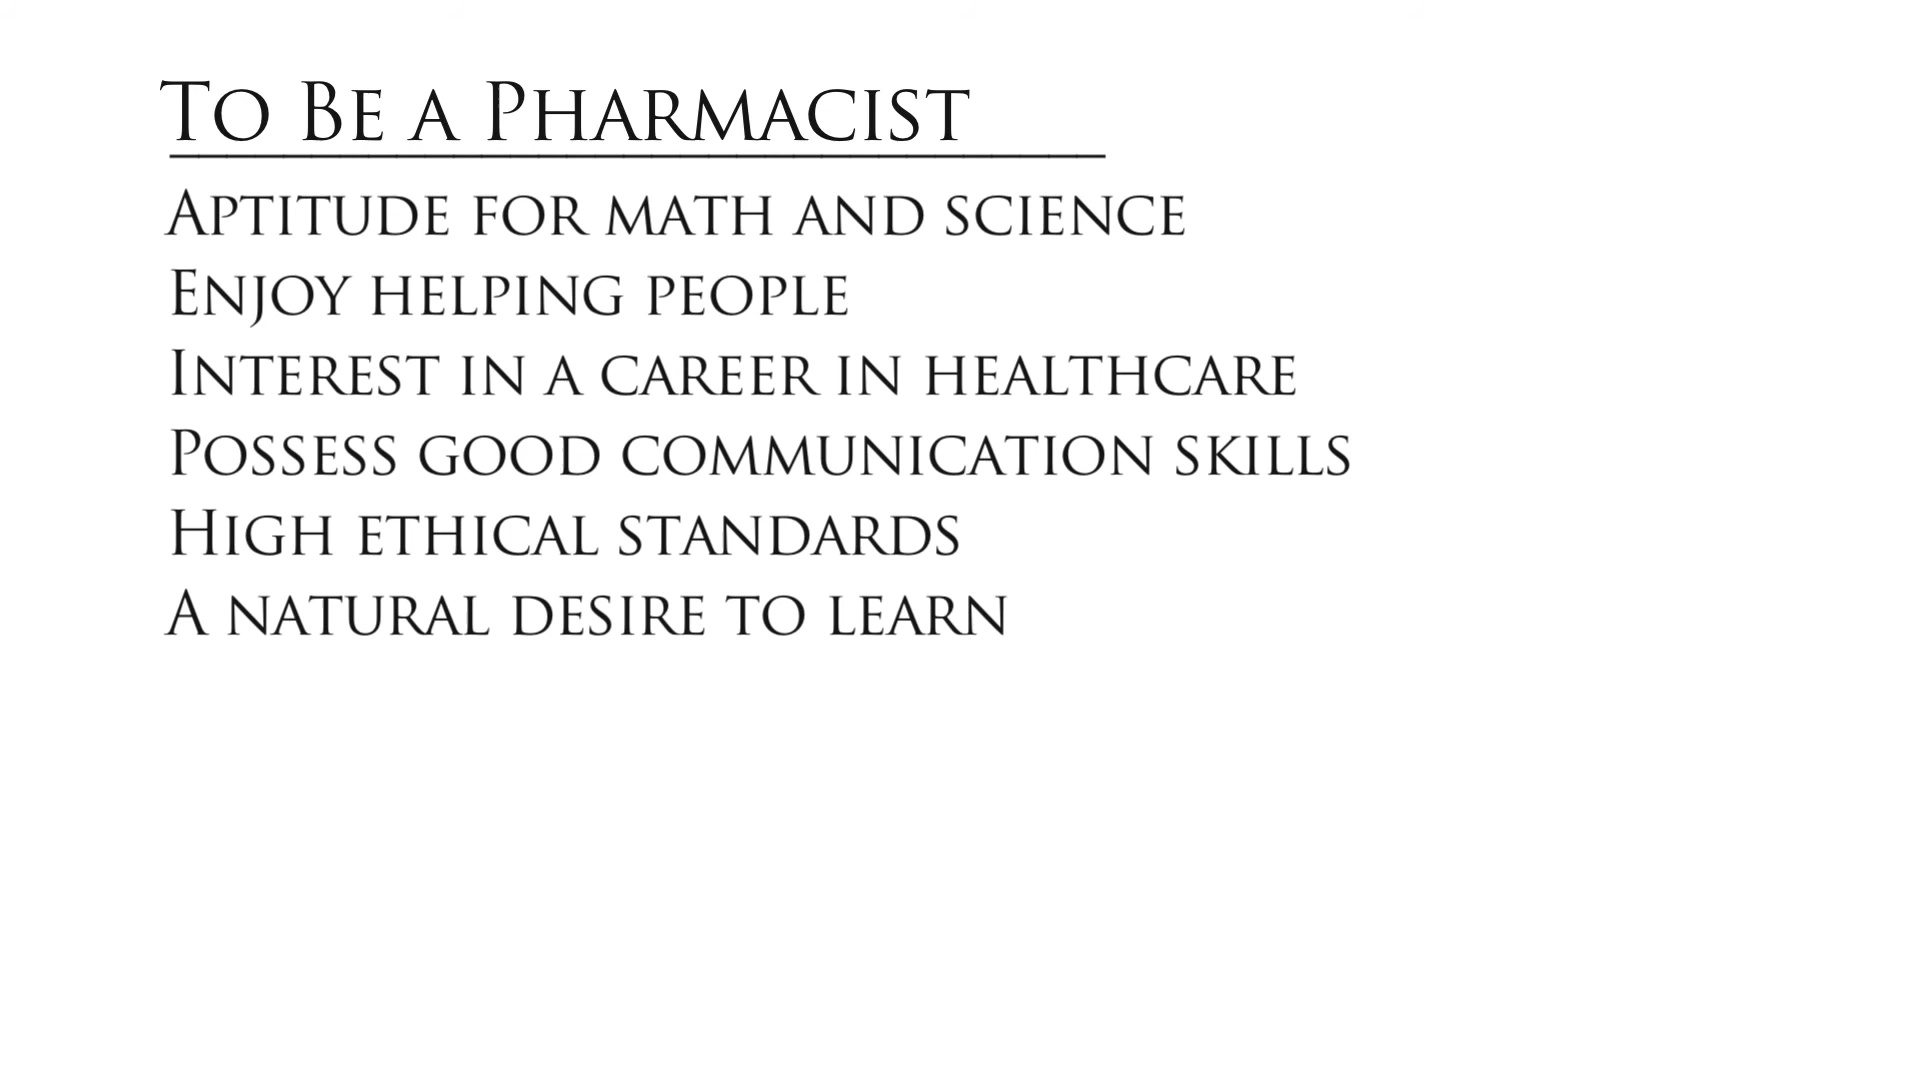 To Be a Pharmacist
Aptitude for math and science
Enjoy helping people
Interest in a career in healthcare
Possess good communication skills
High ethical standards
A natural desire to learn